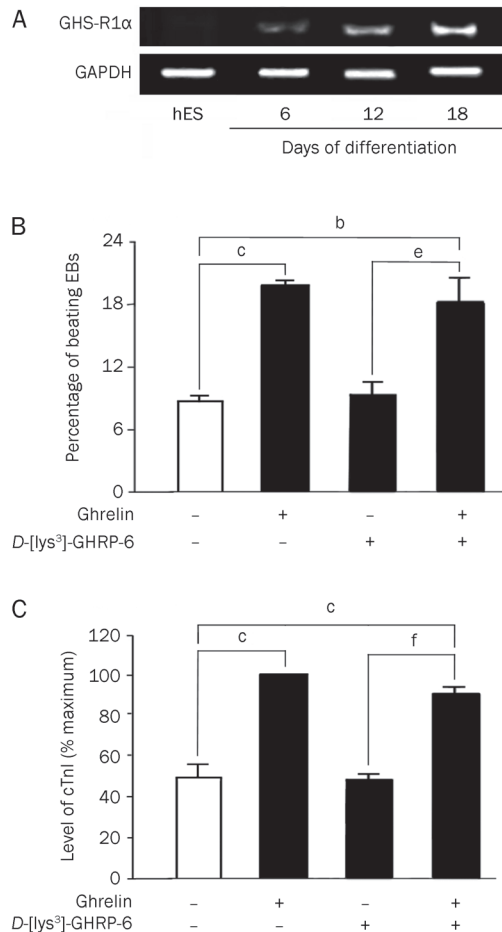 A
GHS-R1α
GAPDH
hES 6 12 18
Days of differentiation
B
b
c e
24
18
12
6
0
Percentage of beating EBs
Ghrelin – + – +
D-[lys³]-GHRP-6 – – + +
C
c
c f
120
100
80
60
40
20
0
Level of cTnI (% maximum)
Ghrelin – + – +
D-[lys³]-GHRP-6 – – + +